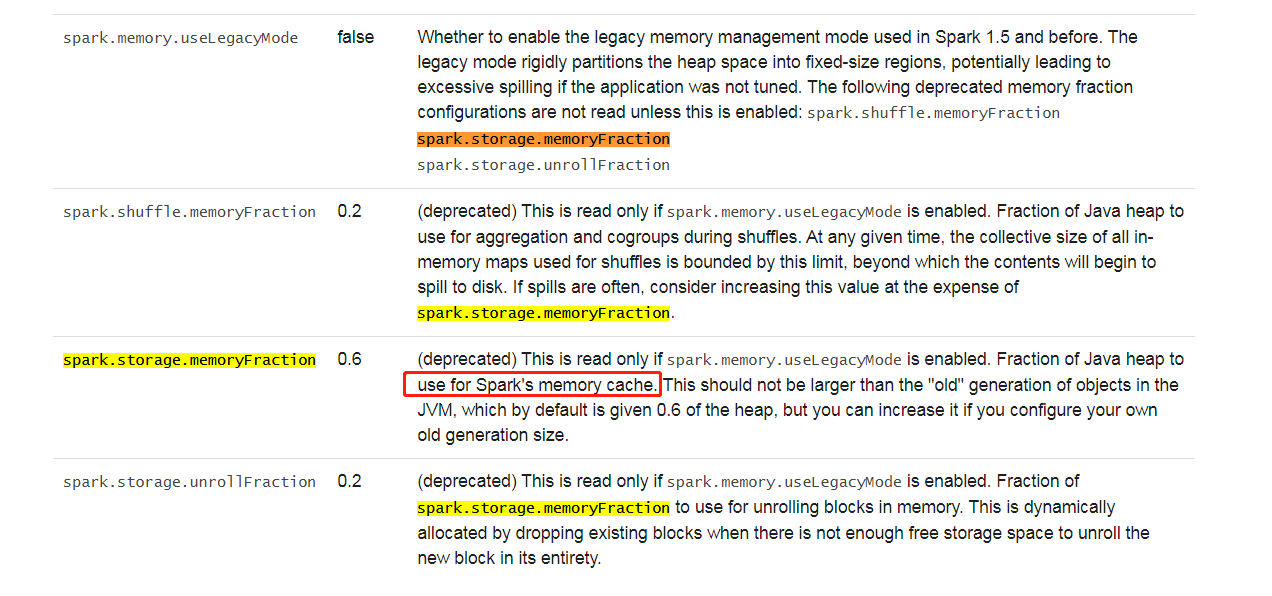 spark.memory.useLegacyMode false Whether to enable the legacy memory management mode used in Spark 1.5 and before. The
legacy mode rigidly partitions the heap space into fixed-size regions, potentially leading to
excessive spilling if the application was not tuned. The following deprecated memory fraction
configurations are not read unless this is enabled: spark.shuffle.memoryFraction
spark.storage.memoryFraction
spark.storage.unrollFraction
spark.shuffle.memoryFraction 0.2 (deprecated) This is read only if spark.memory.useLegacyMode is enabled. Fraction of Java heap to
use for aggregation and cogroups during shuffles. At any given time, the collective size of all in-
memory maps used for shuffles is bounded by this limit, beyond which the contents will begin to
spill to disk. If spills are often, consider increasing this value at the expense of
spark.storage.memoryFraction.
spark.storage.memoryFraction 0.6 (deprecated) This is read only if spark.memory.useLegacyMode is enabled. Fraction of Java heap to
use for Spark's memory cache. This should not be larger than the "old" generation of objects in the
JVM, which by default is given 0.6 of the heap, but you can increase it if you configure your own
old generation size.
spark.storage.unrollFraction 0.2 (deprecated) This is read only if spark.memory.useLegacyMode is enabled. Fraction of
spark.storage.memoryFraction to use for unrolling blocks in memory. This is dynamically
allocated by dropping existing blocks when there is not enough free storage space to unroll the
new block in its entirety.